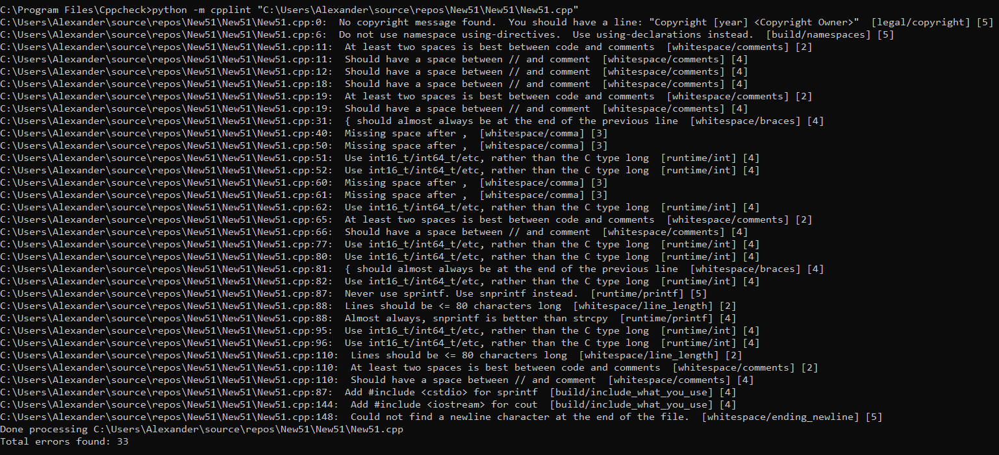 C:\Program Files\Cppcheck>python -m cpplint "C:\Users\Alexander\source\repos\New51\New51\New51.cpp"
C:\Users\Alexander\source\repos\New51\New51\New51.cpp:0:  No copyright message found.  You should have a line: "Copyright [year] <Copyright Owner>"  [legal/copyright] [5]
C:\Users\Alexander\source\repos\New51\New51\New51.cpp:6:  Do not use namespace using-directives.  Use using-declarations instead.  [build/namespaces] [5]
C:\Users\Alexander\source\repos\New51\New51\New51.cpp:11:  At least two spaces is best between code and comments  [whitespace/comments] [2]
C:\Users\Alexander\source\repos\New51\New51\New51.cpp:11:  Should have a space between // and comment  [whitespace/comments] [4]
C:\Users\Alexander\source\repos\New51\New51\New51.cpp:12:  Should have a space between // and comment  [whitespace/comments] [4]
C:\Users\Alexander\source\repos\New51\New51\New51.cpp:18:  Should have a space between // and comment  [whitespace/comments] [4]
C:\Users\Alexander\source\repos\New51\New51\New51.cpp:19:  At least two spaces is best between code and comments  [whitespace/comments] [2]
C:\Users\Alexander\source\repos\New51\New51\New51.cpp:19:  Should have a space between // and comment  [whitespace/comments] [4]
C:\Users\Alexander\source\repos\New51\New51\New51.cpp:31:  { should almost always be at the end of the previous line  [whitespace/braces] [4]
C:\Users\Alexander\source\repos\New51\New51\New51.cpp:40:  Missing space after ,  [whitespace/comma] [3]
C:\Users\Alexander\source\repos\New51\New51\New51.cpp:50:  Missing space after ,  [whitespace/comma] [3]
C:\Users\Alexander\source\repos\New51\New51\New51.cpp:51:  Use int16_t/int64_t/etc, rather than the C type long  [runtime/int] [4]
C:\Users\Alexander\source\repos\New51\New51\New51.cpp:52:  Use int16_t/int64_t/etc, rather than the C type long  [runtime/int] [4]
C:\Users\Alexander\source\repos\New51\New51\New51.cpp:60:  Missing space after ,  [whitespace/comma] [3]
C:\Users\Alexander\source\repos\New51\New51\New51.cpp:61:  Missing space after ,  [whitespace/comma] [3]
C:\Users\Alexander\source\repos\New51\New51\New51.cpp:62:  Use int16_t/int64_t/etc, rather than the C type long  [runtime/int] [4]
C:\Users\Alexander\source\repos\New51\New51\New51.cpp:65:  At least two spaces is best between code and comments  [whitespace/comments] [2]
C:\Users\Alexander\source\repos\New51\New51\New51.cpp:66:  Should have a space between // and comment  [whitespace/comments] [4]
C:\Users\Alexander\source\repos\New51\New51\New51.cpp:77:  Use int16_t/int64_t/etc, rather than the C type long  [runtime/int] [4]
C:\Users\Alexander\source\repos\New51\New51\New51.cpp:80:  Use int16_t/int64_t/etc, rather than the C type long  [runtime/int] [4]
C:\Users\Alexander\source\repos\New51\New51\New51.cpp:81:  { should almost always be at the end of the previous line  [whitespace/braces] [4]
C:\Users\Alexander\source\repos\New51\New51\New51.cpp:82:  Use int16_t/int64_t/etc, rather than the C type long  [runtime/int] [4]
C:\Users\Alexander\source\repos\New51\New51\New51.cpp:87:  Never use sprintf. Use snprintf instead.  [runtime/printf] [5]
C:\Users\Alexander\source\repos\New51\New51\New51.cpp:88:  Lines should be <= 80 characters long  [whitespace/line_length] [2]
C:\Users\Alexander\source\repos\New51\New51\New51.cpp:88:  Almost always, snprintf is better than strcpy  [runtime/printf] [4]
C:\Users\Alexander\source\repos\New51\New51\New51.cpp:95:  Use int16_t/int64_t/etc, rather than the C type long  [runtime/int] [4]
C:\Users\Alexander\source\repos\New51\New51\New51.cpp:96:  Use int16_t/int64_t/etc, rather than the C type long  [runtime/int] [4]
C:\Users\Alexander\source\repos\New51\New51\New51.cpp:110:  Lines should be <= 80 characters long  [whitespace/line_length] [2]
C:\Users\Alexander\source\repos\New51\New51\New51.cpp:110:  At least two spaces is best between code and comments  [whitespace/comments] [2]
C:\Users\Alexander\source\repos\New51\New51\New51.cpp:110:  Should have a space between // and comment  [whitespace/comments] [4]
C:\Users\Alexander\source\repos\New51\New51\New51.cpp:87:  Add #include <cstdio> for sprintf  [build/include_what_you_use] [4]
C:\Users\Alexander\source\repos\New51\New51\New51.cpp:144:  Add #include <iostream> for cout  [build/include_what_you_use] [4]
C:\Users\Alexander\source\repos\New51\New51\New51.cpp:148:  Could not find a newline character at the end of the file.  [whitespace/ending_newline] [5]
Done processing C:\Users\Alexander\source\repos\New51\New51\New51.cpp
Total errors found: 33